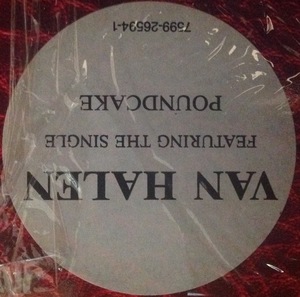 VAN HALEN
FEATURING THE SINGLE
POUNDCAKE
7599-26594-1